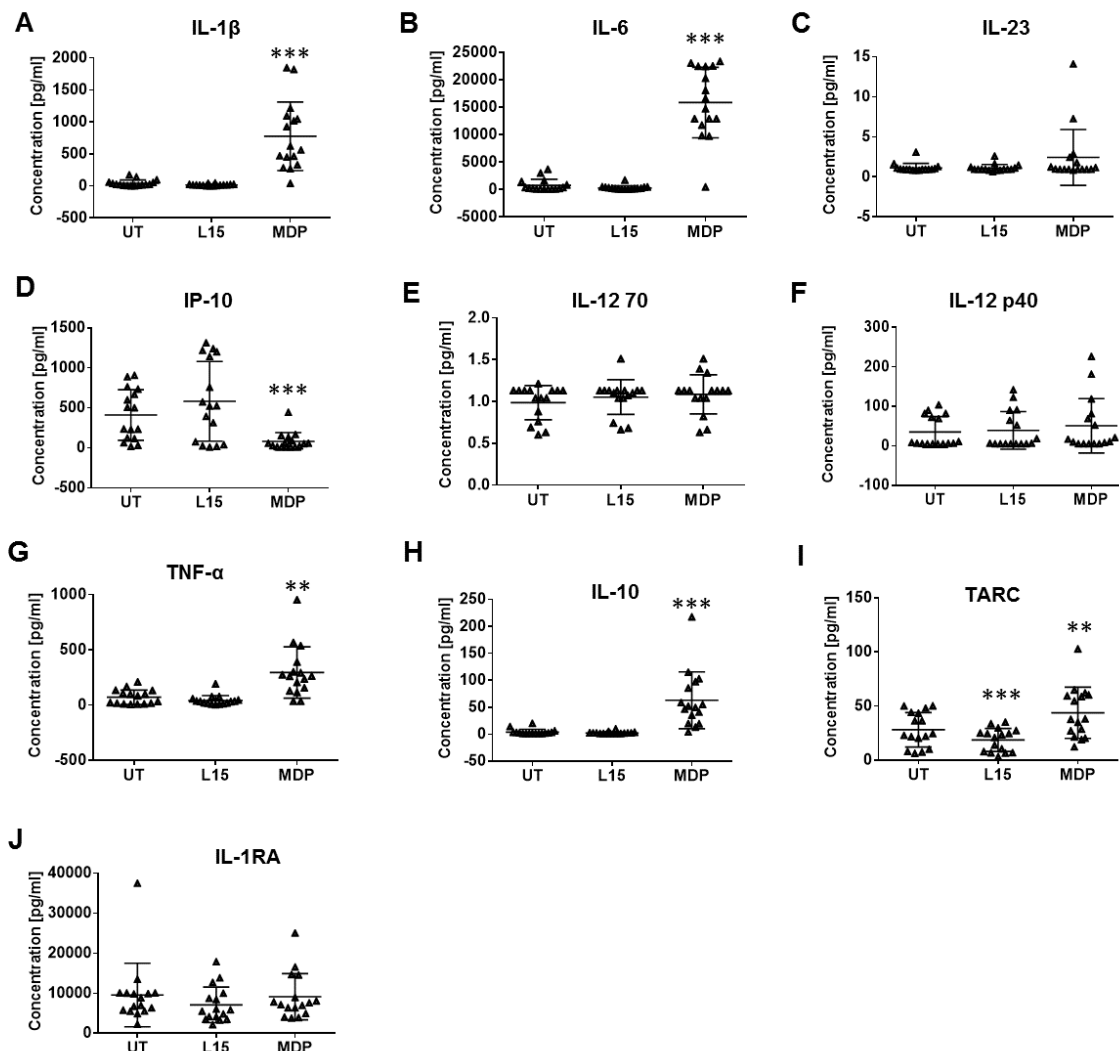 A
IL-1β
***
Concentration [pg/ml]
2000
1500
1000
500
0
-500
UT L15 MDP
B
IL-6
***
Concentration [pg/ml]
25000
20000
15000
10000
5000
0
-5000
UT L15 MDP
C
IL-23
Concentration [pg/ml]
15
10
5
0
-5
UT L15 MDP
D
IP-10
***
Concentration [pg/ml]
1500
1000
500
0
-500
UT L15 MDP
E
IL-12 70
Concentration [pg/ml]
2.0
1.5
1.0
0.5
0.0
UT L15 MDP
F
IL-12 p40
Concentration [pg/ml]
300
200
100
0
-100
UT L15 MDP
G
TNF-α
**
Concentration [pg/ml]
1000
500
0
-500
UT L15 MDP
H
IL-10
***
Concentration [pg/ml]
250
200
150
100
50
0
-50
UT L15 MDP
I
TARC
***
**
Concentration [pg/ml]
150
100
50
0
UT L15 MDP
J
IL-1RA
Concentration [pg/ml]
40000
30000
20000
10000
0
UT L15 MDP